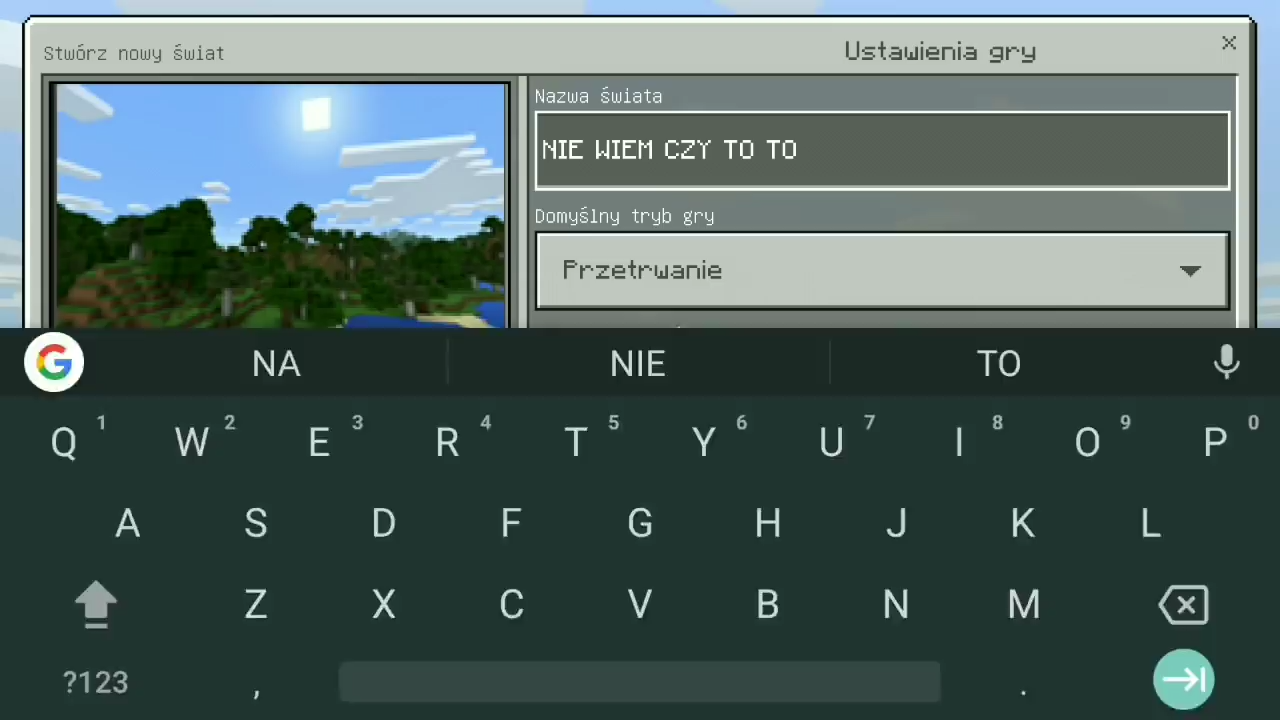 Stwórz nowy świat
Ustawienia gry
Nazwa świata
NIE WIEM CZY TO TO
Domyślny tryb gry
Przetrwanie
G NA NIE TO
Q 1 W 2 E 3 R 4 T 5 Y 6 U 7 I 8 O 9 P 0
A S D F G H J K L
Z X C V B N M
?123 , .